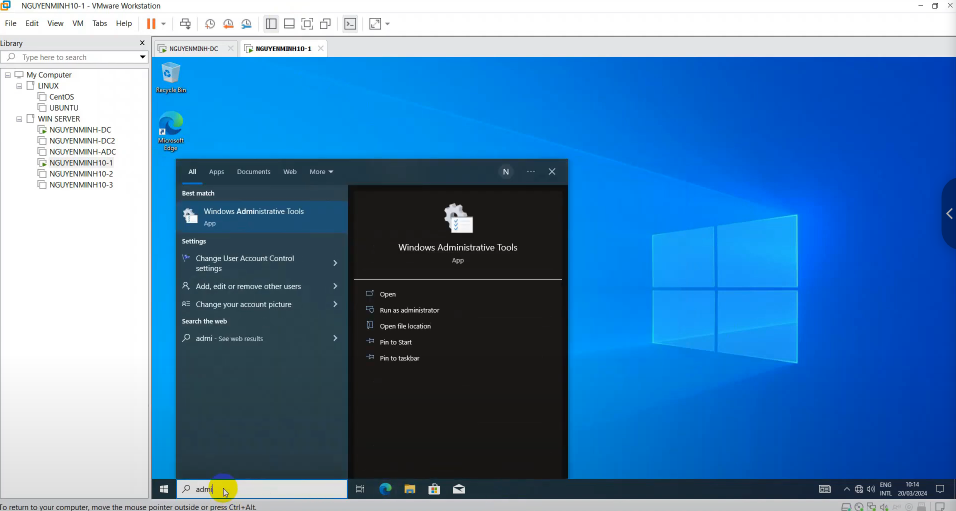 NGUYENMINH10-1 - VMware Workstation
File Edit View VM Tabs Help
Library
Type here to search
My Computer
LINUX
CentOS
UBUNTU
WIN SERVER
NGUYENMINH-DC
NGUYENMINH-DC2
NGUYENMINH-ADC
NGUYENMINH10-1
NGUYENMINH10-2
NGUYENMINH10-3
NGUYENMINH-DC
NGUYENMINH10-1
Recycle Bin
Microsoft
Edge
All Apps Documents Web More
N
Best match
Windows Administrative Tools
App
Settings
Change User Account Control
settings
Add, edit or remove other users
Change your account picture
Search the web
admi - See web results
Windows Administrative Tools
App
Open
Run as administrator
Open file location
Pin to Start
Pin to taskbar
admi
ENG
INTL
10:14
20/03/2024
To return to your computer, move the mouse pointer outside or press Ctrl+Alt.